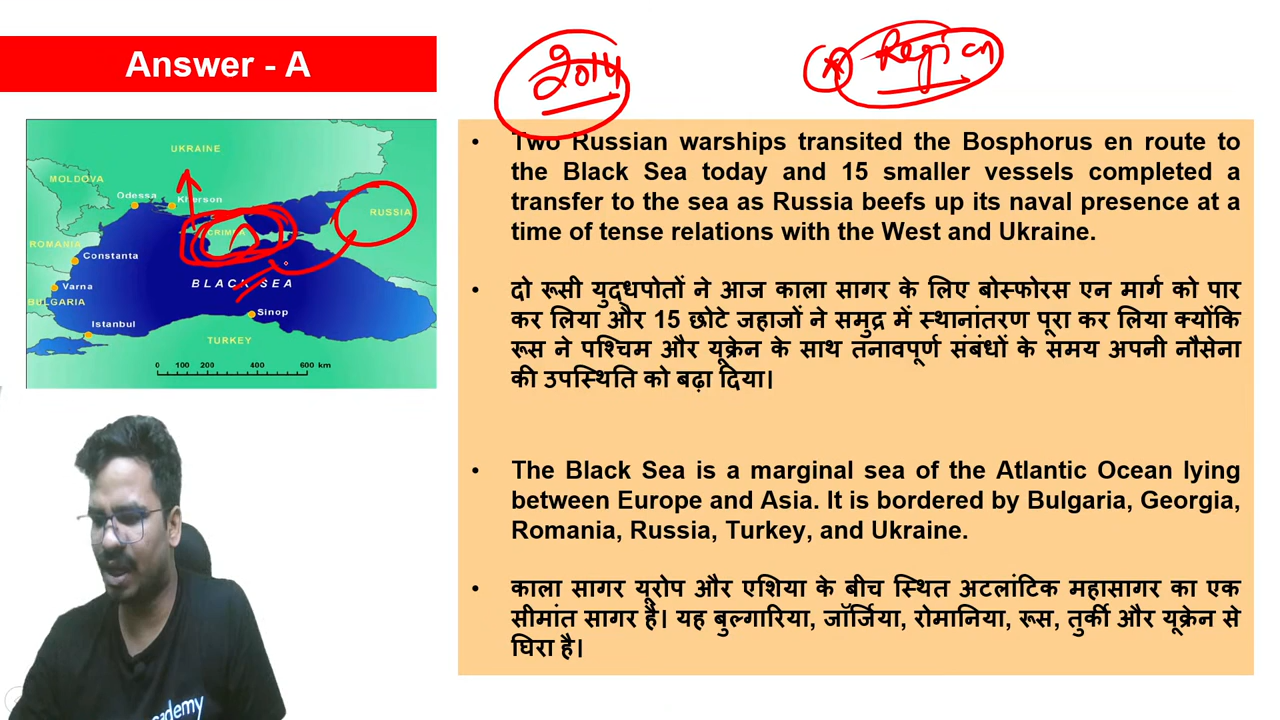 2014
Region
Answer - A
UKRAINE
MOLDOVA
Odessa
Kherson
RUSSIA
CRIMEA
ROMANIA
Constanta
BLACK SEA
Varna
BULGARIA
Sinop
Istanbul
TURKEY
0 100 200 400 600 km
• Two Russian warships transited the Bosphorus en route to
the Black Sea today and 15 smaller vessels completed a
transfer to the sea as Russia beefs up its naval presence at a
time of tense relations with the West and Ukraine.
• दो रूसी युद्धपोतों ने आज काला सागर के लिए बोस्फोरस एन मार्ग को पार
कर लिया और 15 छोटे जहाजों ने समुद्र में स्थानांतरण पूरा कर लिया क्योंकि
रूस ने पश्चिम और यूक्रेन के साथ तनावपूर्ण संबंधों के समय अपनी नौसेना
की उपस्थिति को बढ़ा दिया।
• The Black Sea is a marginal sea of the Atlantic Ocean lying
between Europe and Asia. It is bordered by Bulgaria, Georgia,
Romania, Russia, Turkey, and Ukraine.
• काला सागर यूरोप और एशिया के बीच स्थित अटलांटिक महासागर का एक
सीमांत सागर है। यह बुल्गारिया, जॉर्जिया, रोमानिया, रूस, तुर्की और यूक्रेन से
घिरा है।